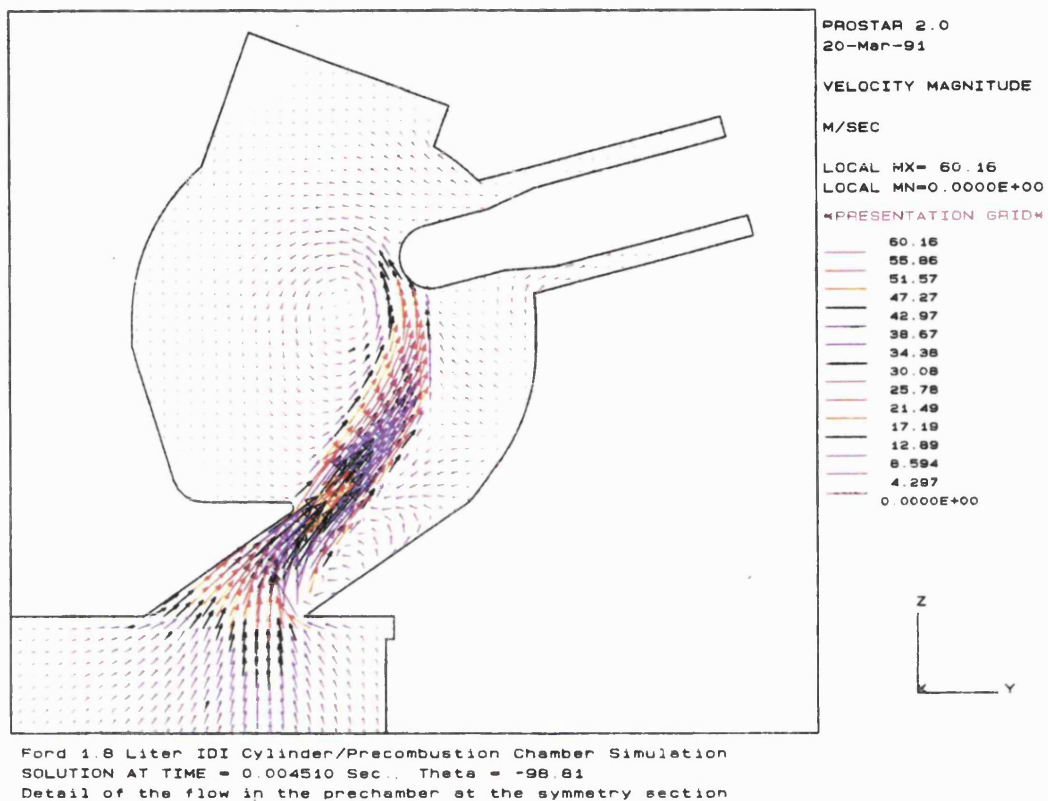 PROSTAR 2.0
20-Mar-91
VELOCITY MAGNITUDE
M/SEC
LOCAL MX= 60.16
LOCAL MN=0.0000E+00
*PRESENTATION GRID*
60.16
55.86
51.57
47.27
42.97
38.67
34.38
30.08
25.78
21.49
17.19
12.89
8.594
4.297
0.0000E+00
Z
X
Y
Ford 1.8 Liter IDI Cylinder/Precombustion Chamber Simulation
SOLUTION AT TIME = 0.004510 Sec.. Theta = -98.81
Detail of the flow in the prechamber at the symmetry section